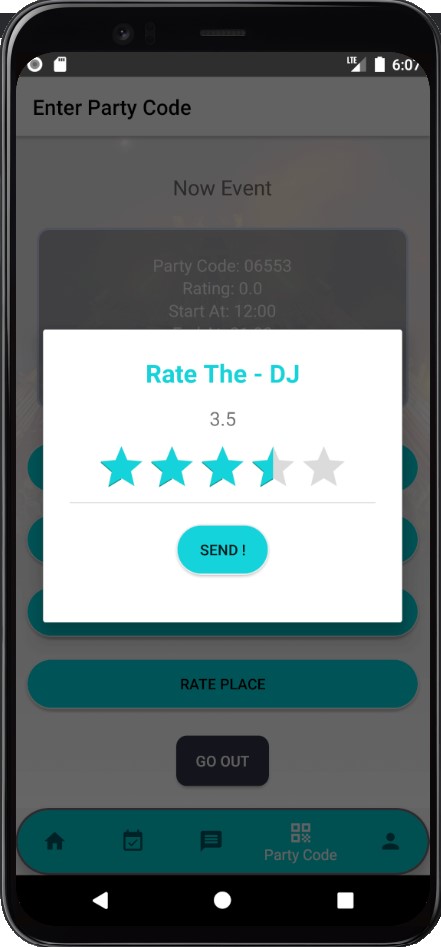 LTE 6:07
Enter Party Code
Now Event
Party Code: 06553
Rating: 0.0
Start At: 12:00
Rate The - DJ
3.5
SEND !
RATE PLACE
GO OUT
Party Code